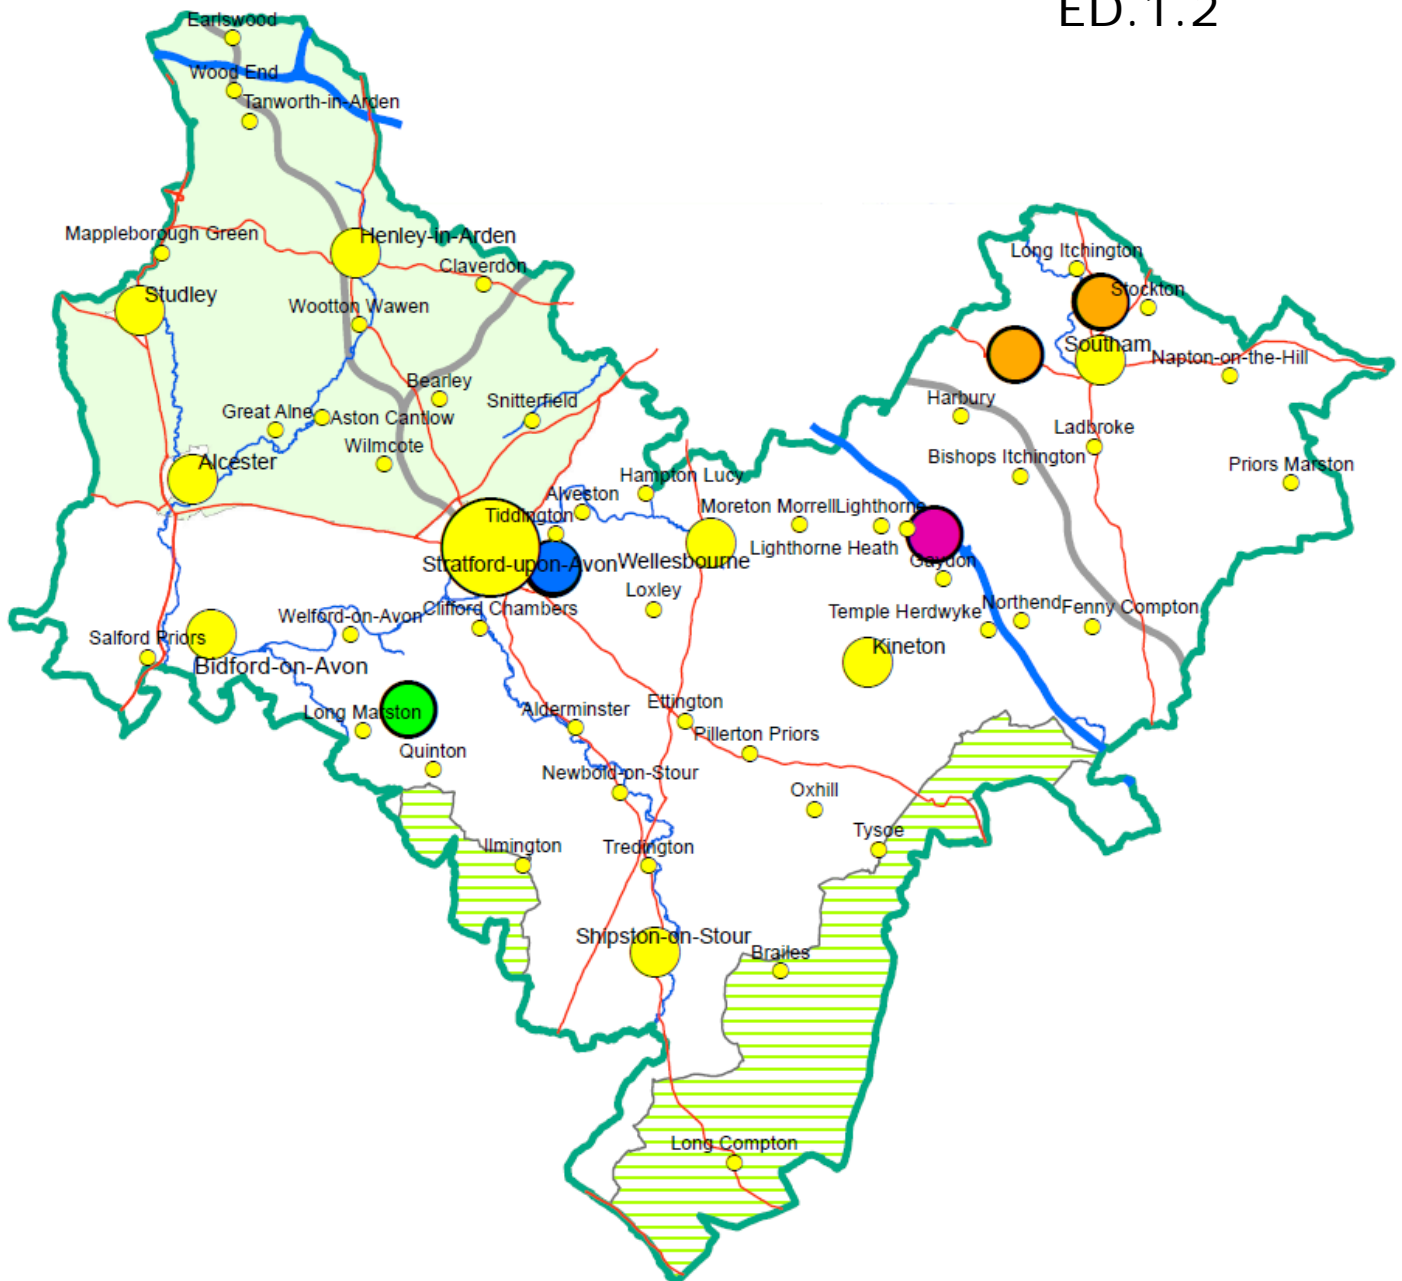 ED.1.2
Earlswood
Wood End
Tanworth-in-Arden
Mappleborough Green
Henley-in-Arden
Claverdon
Long Itchington
Studley
Stockton
Wootton Wawen
Southam
Napton-on-the-Hill
Bearley
Snitterfield
Harbury
Great Alne
Aston Cantlow
Ladbroke
Wilmcote
Bishops Itchington
Alcester
Priors Marston
Hampton Lucy
Alveston
Moreton Morrell
Lighthorne
Tiddington
Lighthorne Heath
Stratford-upon-Avon
Wellesbourne
Gaydon
Loxley
Welford-on-Avon
Clifford Chambers
Temple Herdwyke
Northend
Fenny Compton
Salford Priors
Kineton
Bidford-on-Avon
Long Marston
Alderminster
Ettington
Pillerton Priors
Quinton
Newbold-on-Stour
Oxhill
Tysoe
Ilmington
Tredington
Shipston-on-Stour
Brailes
Long Compton